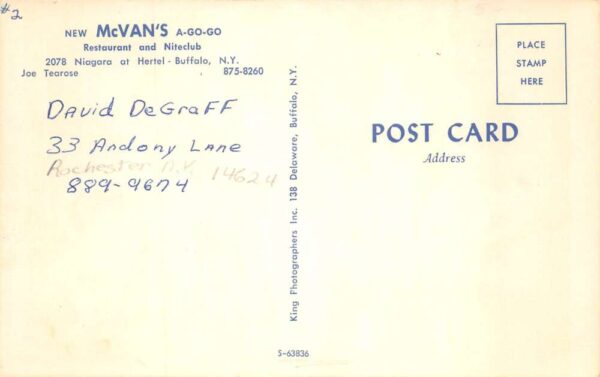 #2
NEW McVAN'S A-GO-GO
Restaurant and Niteclub
2078 Niagara at Hertel - Buffalo, N.Y.
Joe Tearose 875-8260
David DeGraff
33 Andony Lane
Rochester N.Y. 14624
889-9674
King Photographers Inc. 138 Delaware, Buffalo, N.Y.
S-63836
PLACE
STAMP
HERE
POST CARD
Address